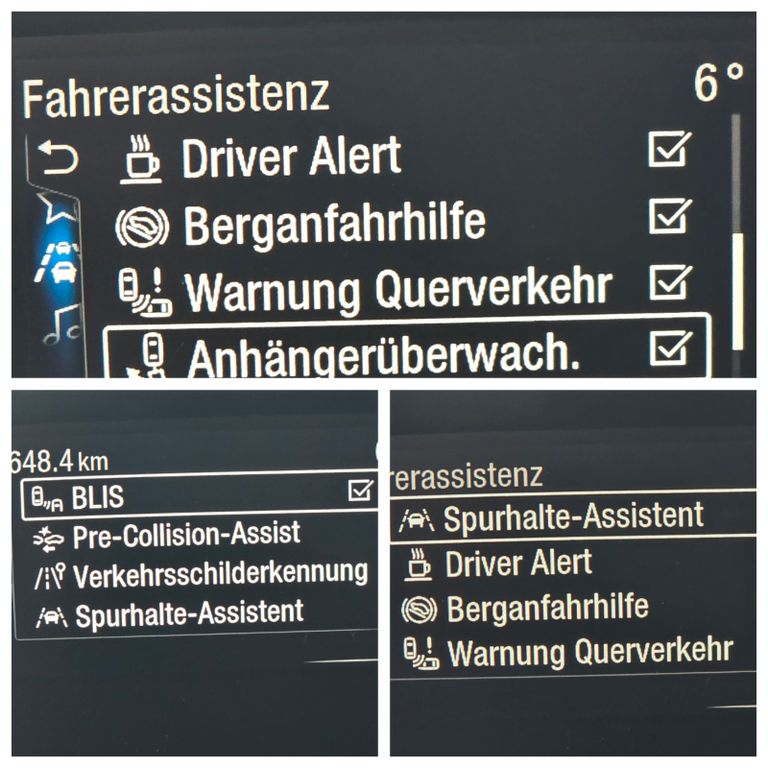 Fahrerassistenz 6°
Driver Alert
Berganfahrhilfe
Warnung Querverkehr
Anhängerüberwach.
648.4 km
BLIS
Pre-Collision-Assist
Verkehrsschilderkennung
Spurhalte-Assistent
rerassistenz
Spurhalte-Assistent
Driver Alert
Berganfahrhilfe
Warnung Querverkehr